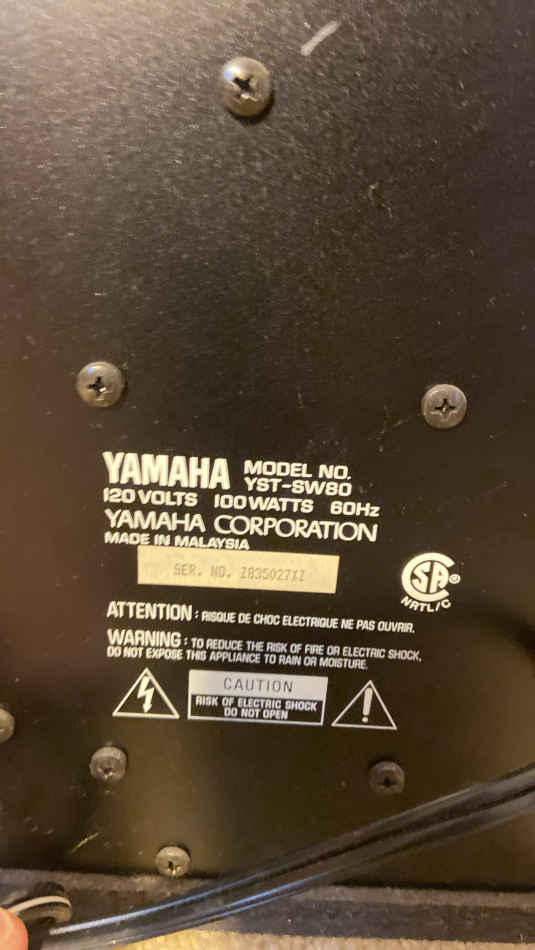 YAMAHA MODEL NO.
YST-SW80
120 VOLTS 100 WATTS 60Hz
YAMAHA CORPORATION
MADE IN MALAYSIA
SER. NO. Z835027XZ
SA ®
NRTL/C
ATTENTION : RISQUE DE CHOC ELECTRIQUE NE PAS OUVRIR.
WARNING : TO REDUCE THE RISK OF FIRE OR ELECTRIC SHOCK,
DO NOT EXPOSE THIS APPLIANCE TO RAIN OR MOISTURE.
CAUTION
RISK OF ELECTRIC SHOCK
DO NOT OPEN